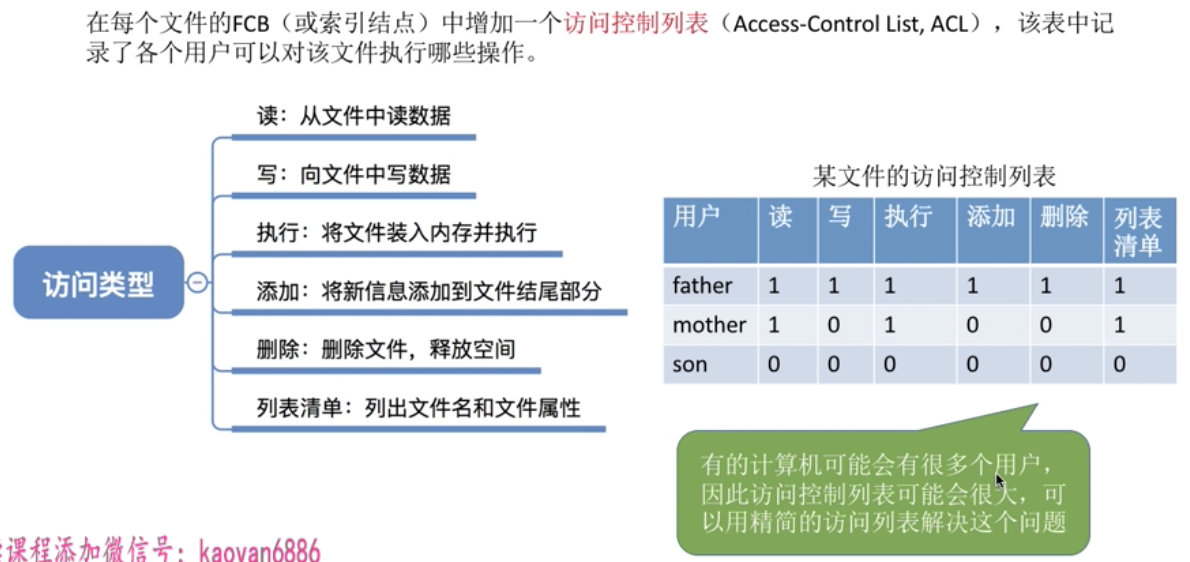 在每个文件的FCB（或索引结点）中增加一个访问控制列表（Access-Control List, ACL），该表中记
录了各个用户可以对该文件执行哪些操作。
访问类型
读：从文件中读数据
写：向文件中写数据
执行：将文件装入内存并执行
添加：将新信息添加到文件结尾部分
删除：删除文件，释放空间
列表清单：列出文件名和文件属性
某文件的访问控制列表
用户 读 写 执行 添加 删除 列表清单
father 1 1 1 1 1 1
mother 1 0 1 0 0 1
son 0 0 0 0 0 0
有的计算机可能会有很多个用户，
因此访问控制列表可能会很大，可
以用精简的访问列表解决这个问题
课程添加微信号：kaoyan6886